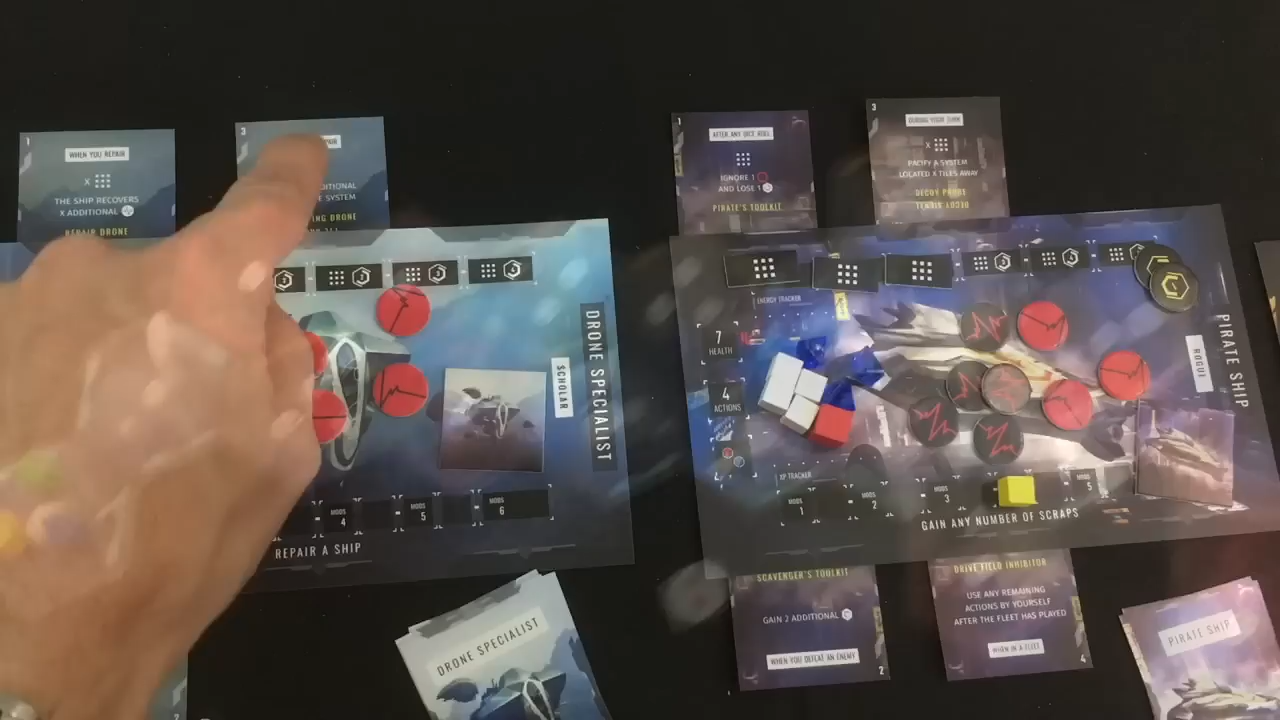 1
WHEN YOU REPAIR
X
THE SHIP RECOVERS
X ADDITIONAL
REPAIR DRONE
3
DRONE SPECIALIST
SCHOLAR
MODS
4
MODS
5
MODS
6
REPAIR A SHIP
DRONE SPECIALIST
1
AFTER ANY DICE ROLL
IGNORE 1
AND LOSE 1
PIRATE'S TOOLKIT
3
DURING YOUR TURN
X
PACIFY A SYSTEM
LOCATED X TILES AWAY
DECOY PROBE
ENERGY TRACKER
7
HEALTH
4
ACTIONS
PIRATE SHIP
ROGUE
XP TRACKER
MODS
1
MODS
2
MODS
3
MODS
5
GAIN ANY NUMBER OF SCRAPS
SCAVENGER'S TOOLKIT
GAIN 2 ADDITIONAL
WHEN YOU DEFEAT AN ENEMY
2
DRIVE FIELD INHIBITOR
USE ANY REMAINING
ACTIONS BY YOURSELF
AFTER THE FLEET HAS PLAYED
WHEN IN A FLEET
4
PIRATE SHIP